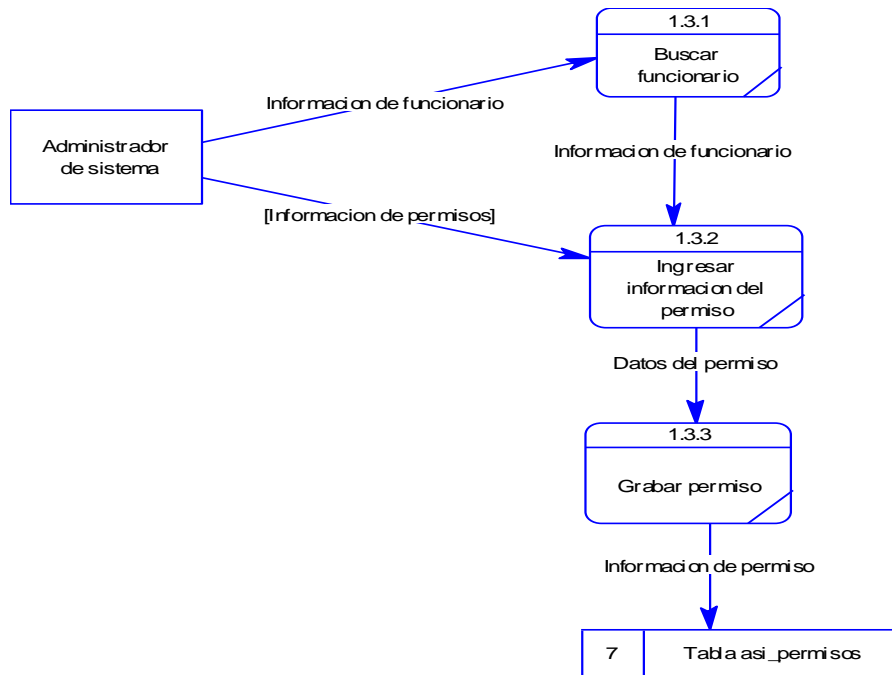 1.3.1
Buscar
funcionario
Informacion de funcionario
Administrador
de sistema
Informacion de funcionario
[Informacion de permisos]
1.3.2
Ingresar
informacion del
permiso
Datos del permiso
1.3.3
Grabar permiso
Informacion de permiso
7 Tabla asi_permisos